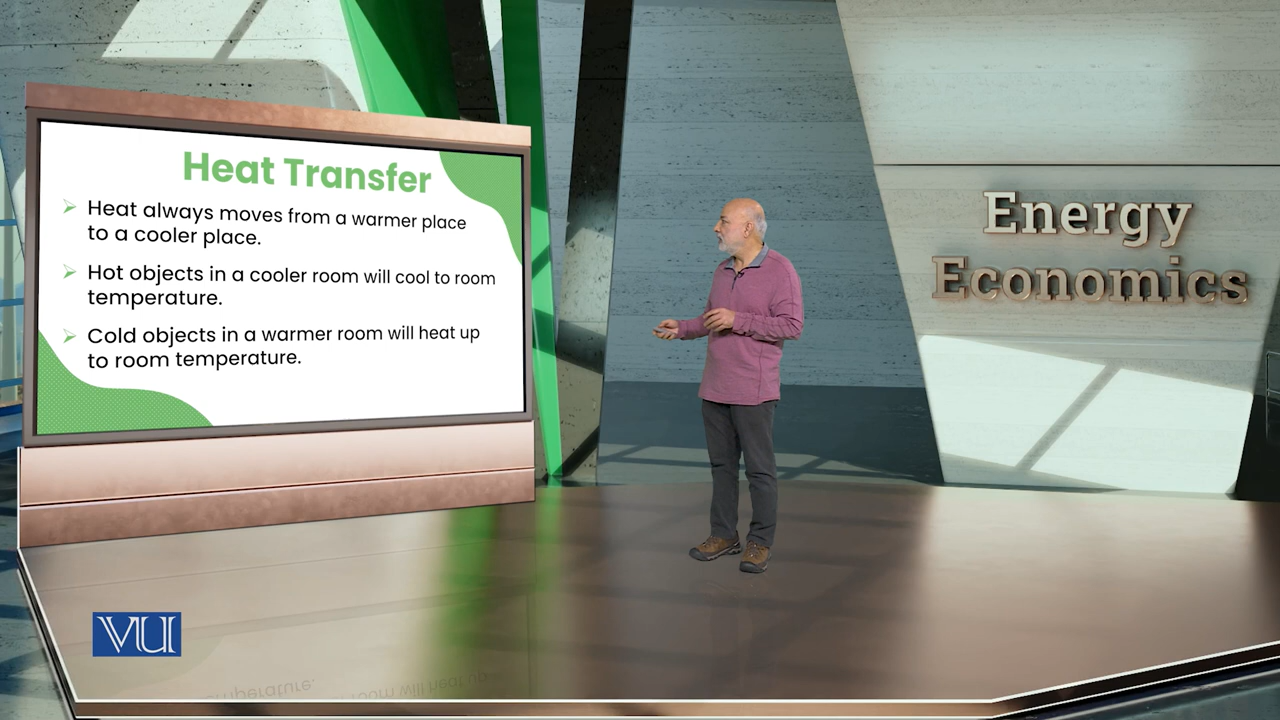 Heat Transfer
Heat always moves from a warmer place
to a cooler place.
Hot objects in a cooler room will cool to room
temperature.
Cold objects in a warmer room will heat up
to room temperature.
Energy
Economics
VU